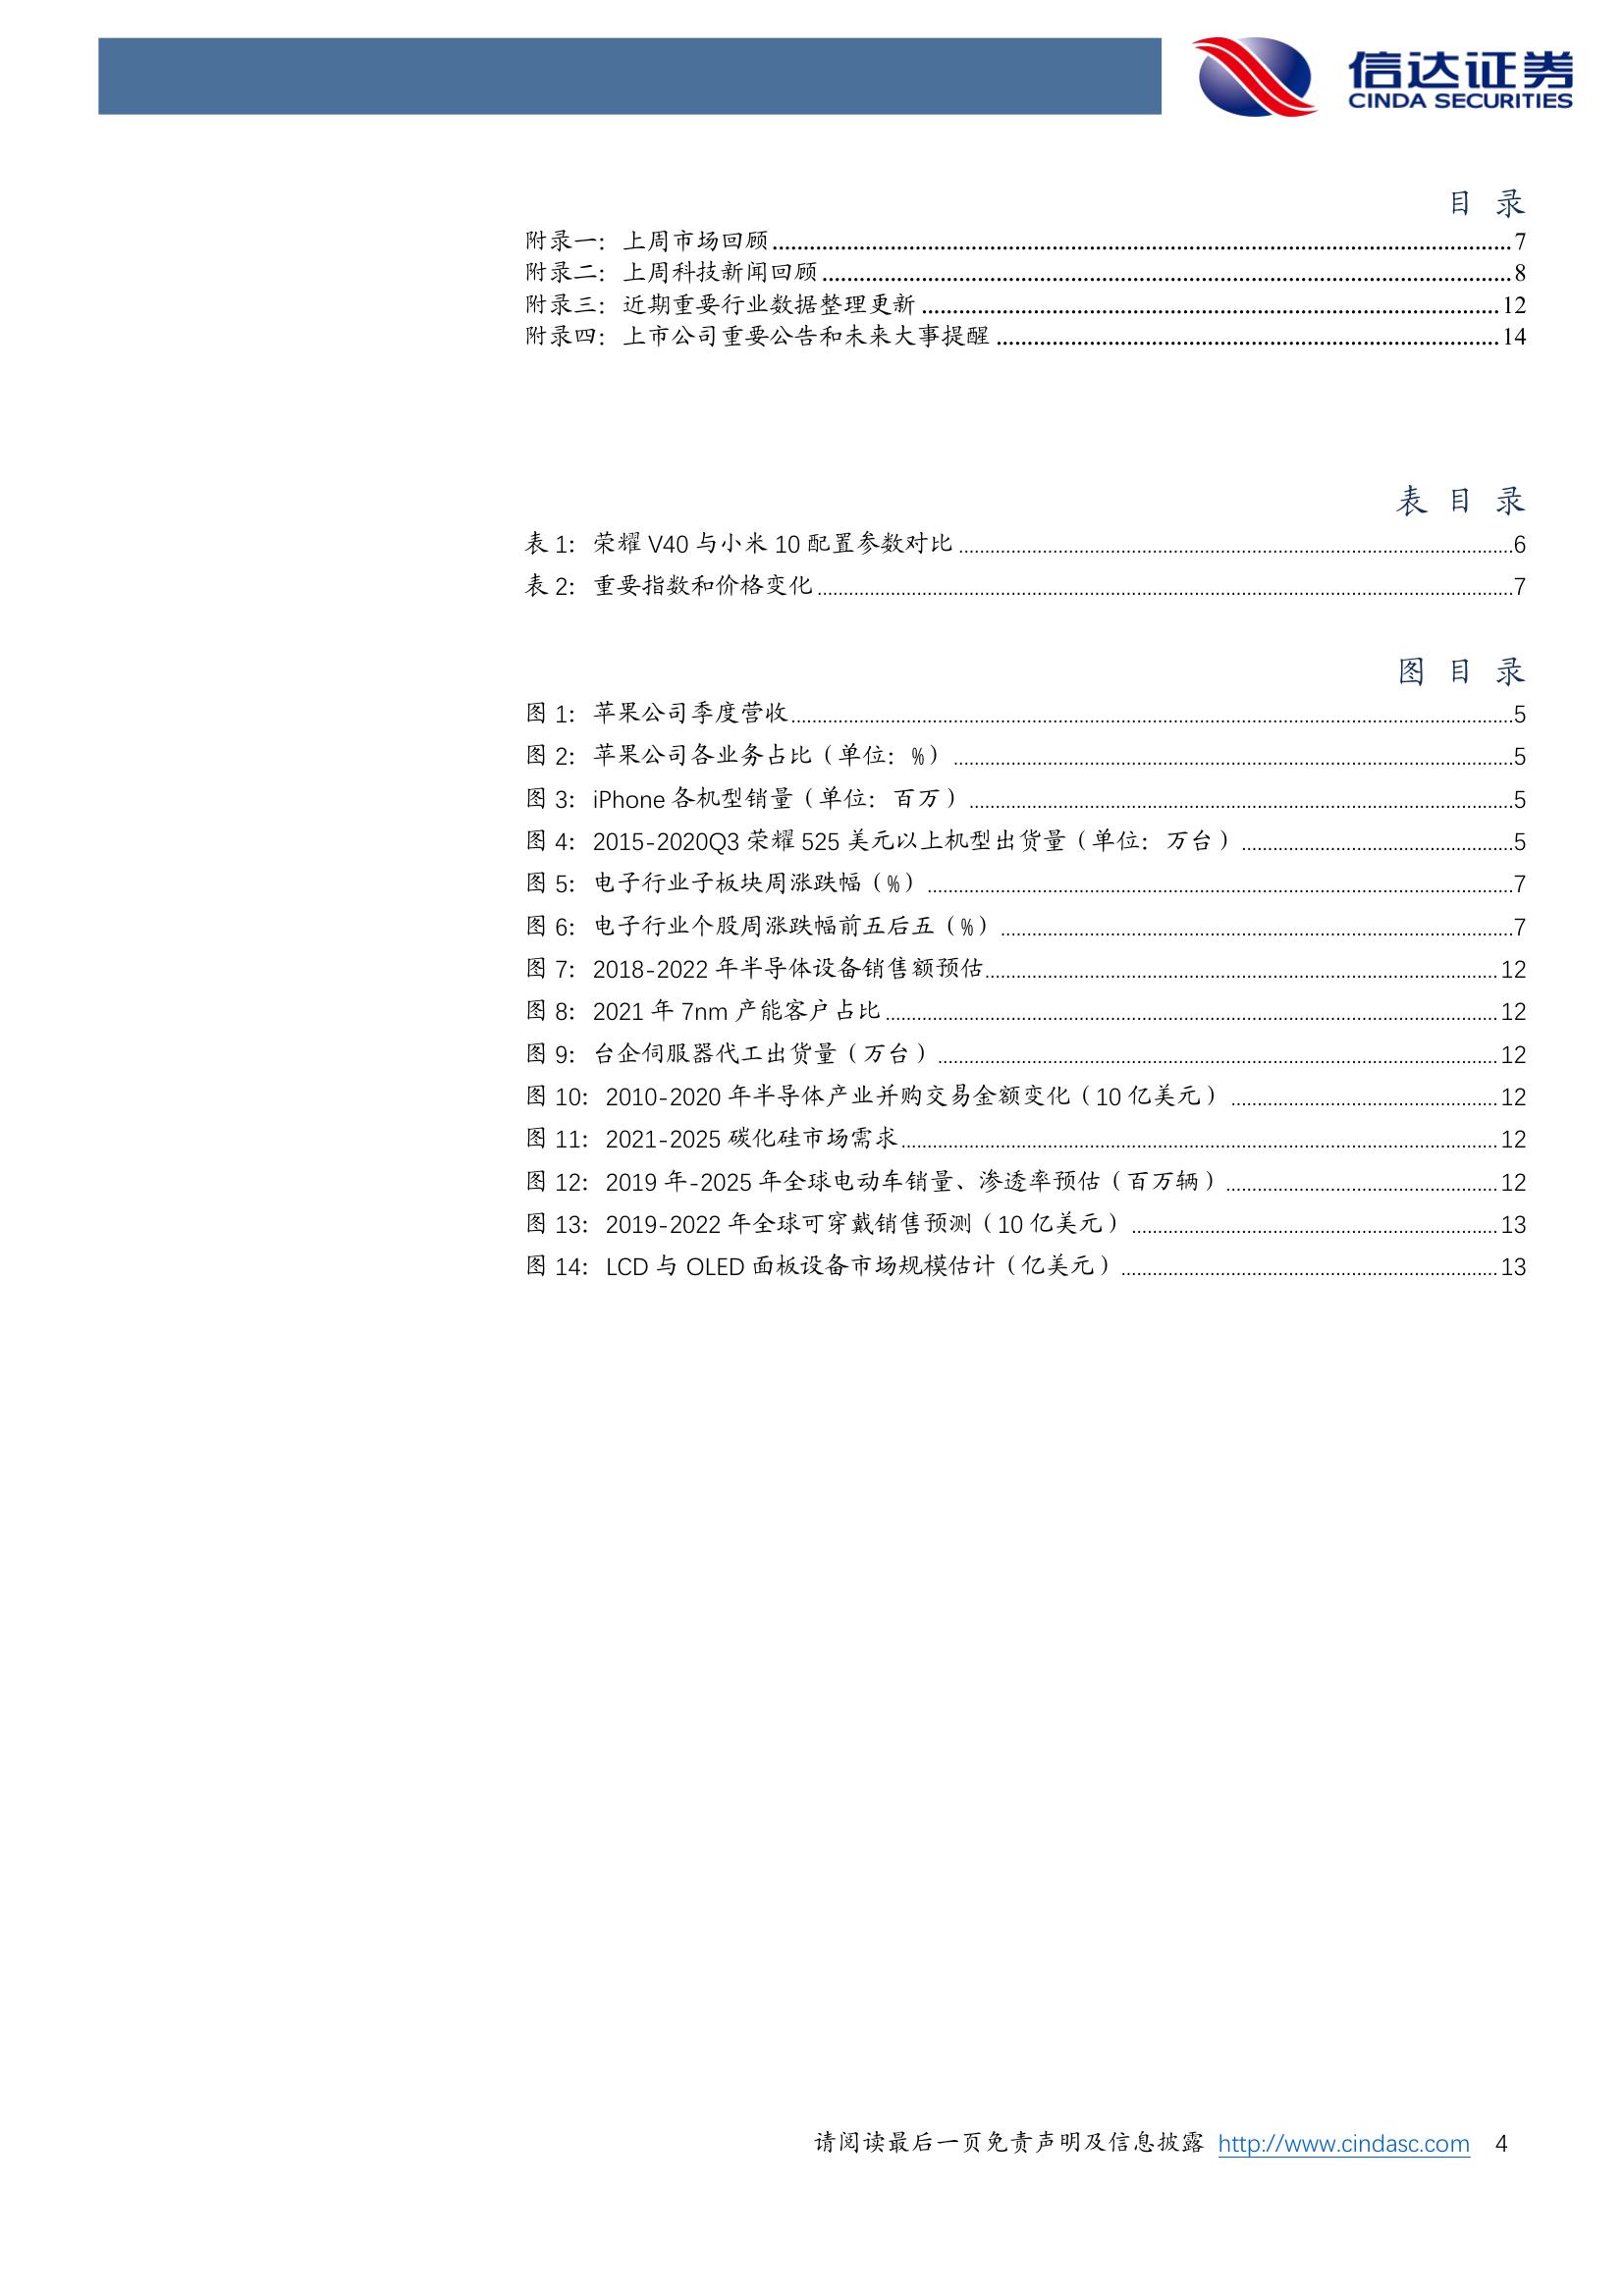 信达证券
CINDA SECURITIES
目 录
附录一：上周市场回顾 7
附录二：上周科技新闻回顾 8
附录三：近期重要行业数据整理更新 12
附录四：上市公司重要公告和未来大事提醒 14
表 目 录
表 1：荣耀 V40 与小米 10 配置参数对比 6
表 2：重要指数和价格变化 7
图 目 录
图 1：苹果公司季度营收 5
图 2：苹果公司各业务占比（单位：%） 5
图 3：iPhone 各机型销量（单位：百万） 5
图 4：2015-2020Q3 荣耀 525 美元以上机型出货量（单位：万台） 5
图 5：电子行业子板块周涨跌幅（%） 7
图 6：电子行业个股周涨跌幅前五后五（%） 7
图 7：2018-2022 年半导体设备销售额预估 12
图 8：2021 年 7nm 产能客户占比 12
图 9：台企伺服器代工出货量（万台） 12
图 10：2010-2020 年半导体产业并购交易金额变化（10 亿美元） 12
图 11：2021-2025 碳化硅市场需求 12
图 12：2019 年-2025 年全球电动车销量、渗透率预估（百万辆） 12
图 13：2019-2022 年全球可穿戴销售预测（10 亿美元） 13
图 14：LCD 与 OLED 面板设备市场规模估计（亿美元） 13
请阅读最后一页免责声明及信息披露 http://www.cindasc.com 4